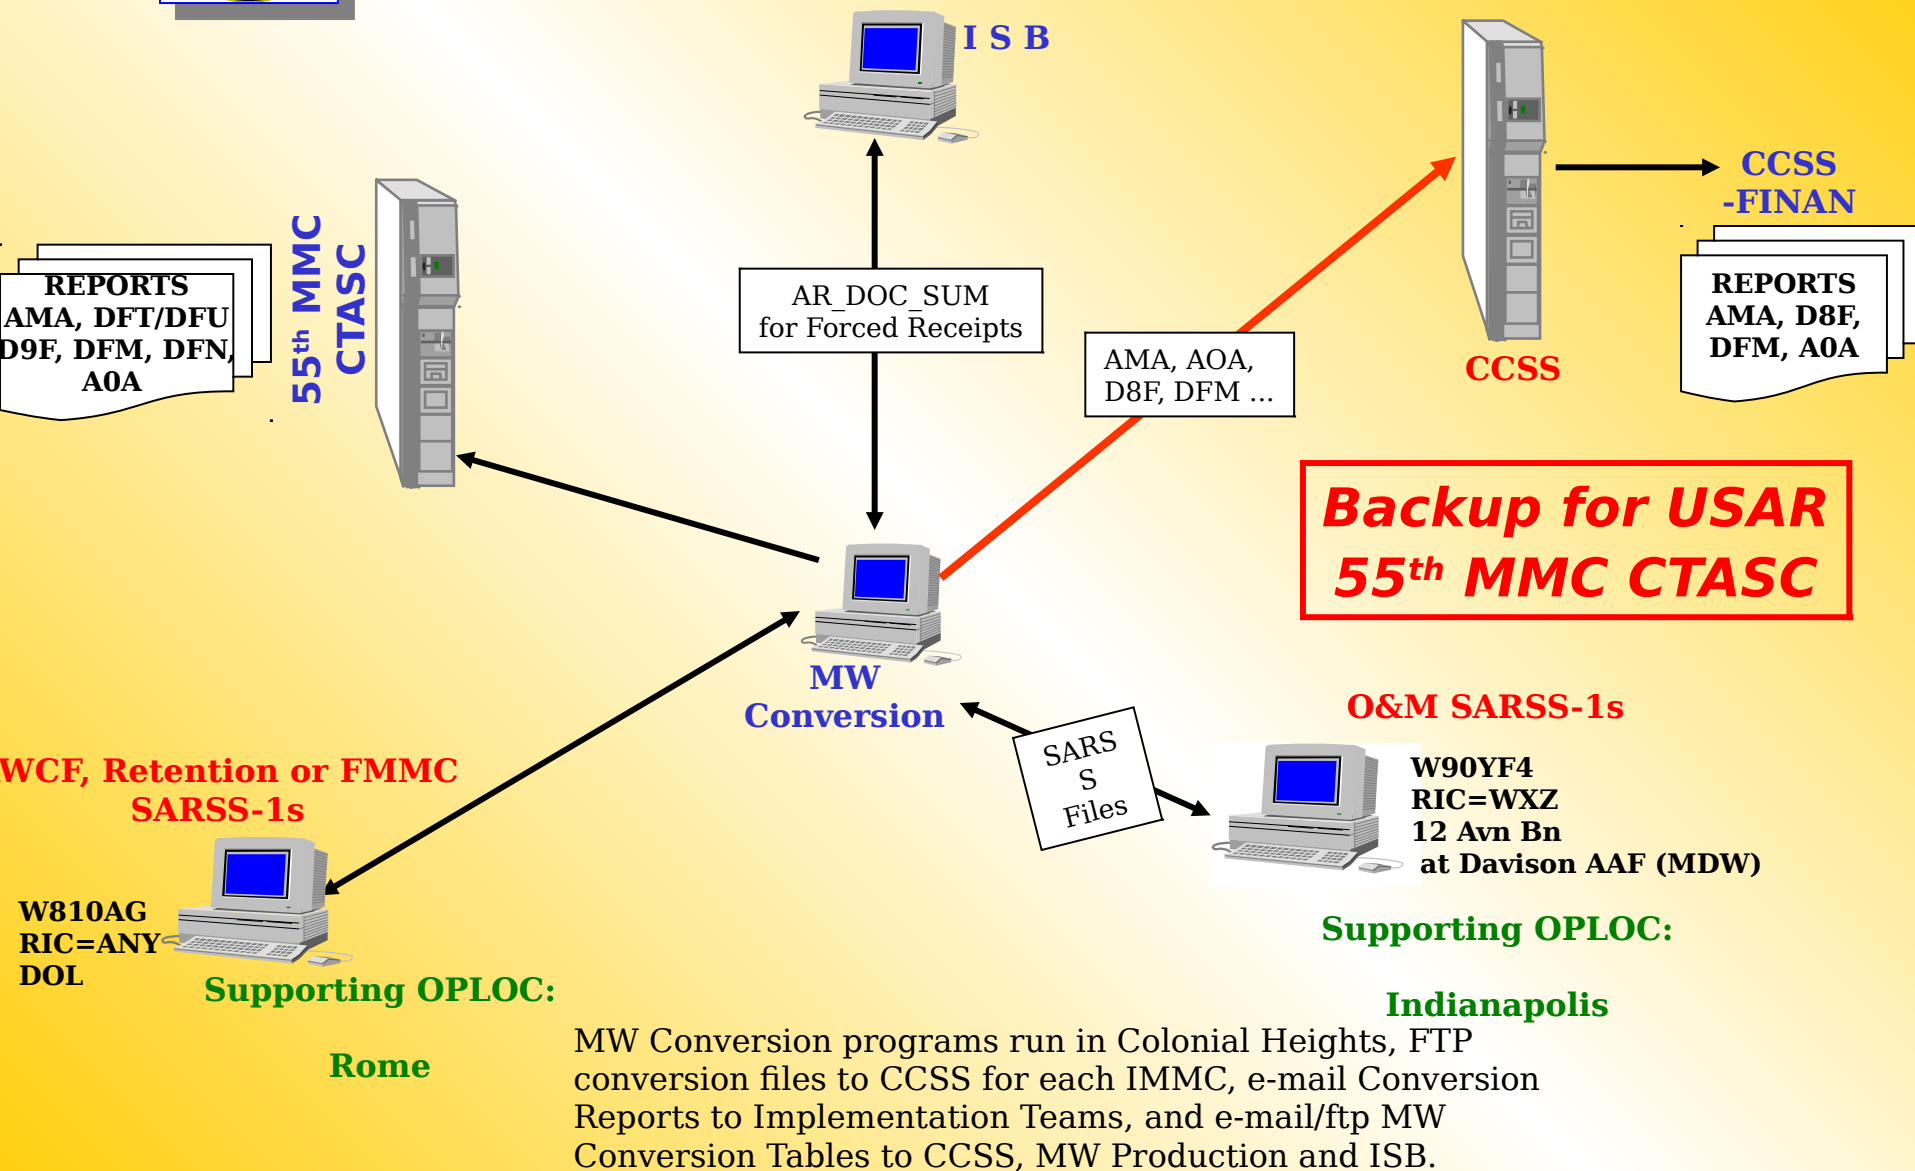 I S B
CCSS
-FINAN
REPORTS
AMA, D8F,
DFM, A0A
55th MMC
CTASC
REPORTS
AMA, DFT/DFU
D9F, DFM, DFN,
A0A
AR_DOC_SUM
for Forced Receipts
AMA, AOA,
D8F, DFM ...
CCSS
Backup for USAR
55th MMC CTASC
MW
Conversion
SARS
S
Files
O&M SARSS-1s
W90YF4
RIC=WXZ
12 Avn Bn
at Davison AAF (MDW)
Supporting OPLOC:
Indianapolis
WCF, Retention or FMMC
SARSS-1s
W810AG
RIC=ANY
DOL
Supporting OPLOC:
Rome
MW Conversion programs run in Colonial Heights, FTP
conversion files to CCSS for each IMMC, e-mail Conversion
Reports to Implementation Teams, and e-mail/ftp MW
Conversion Tables to CCSS, MW Production and ISB.